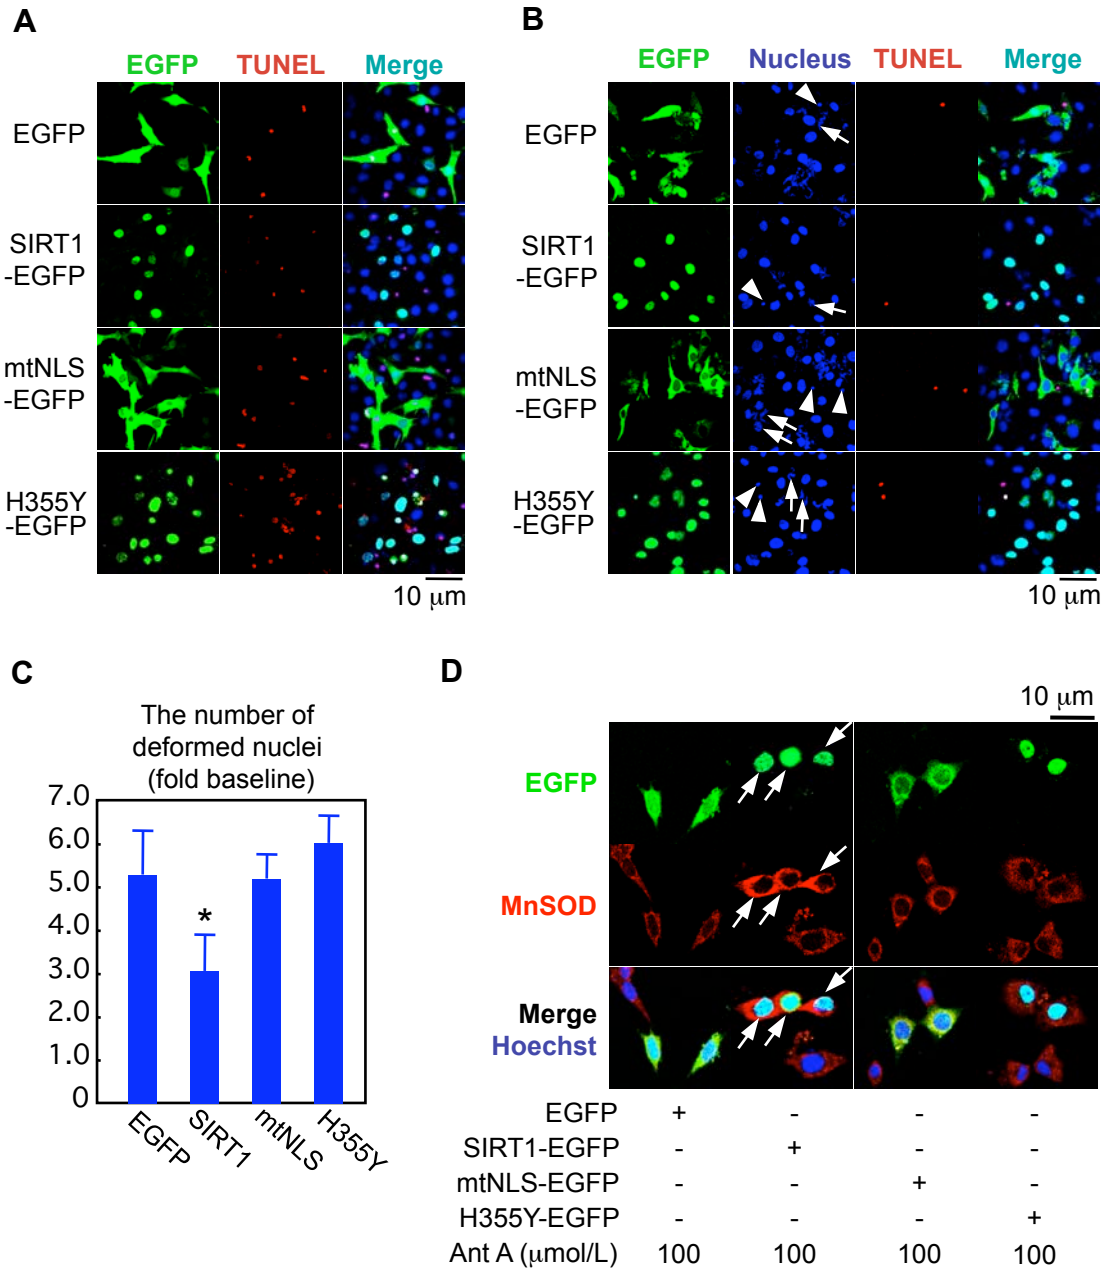 A
EGFP TUNEL Merge
EGFP
SIRT1
-EGFP
mtNLS
-EGFP
H355Y
-EGFP
10 μm
B
EGFP Nucleus TUNEL Merge
EGFP
SIRT1
-EGFP
mtNLS
-EGFP
H355Y
-EGFP
10 μm
C
The number of
deformed nuclei
(fold baseline)
7.0
6.0
5.0
4.0
3.0
2.0
1.0
0
*
EGFP
SIRT1
mtNLS
H355Y
D
10 μm
EGFP
MnSOD
Merge
Hoechst
EGFP + - - -
SIRT1-EGFP - + - -
mtNLS-EGFP - - + -
H355Y-EGFP - - - +
Ant A (μmol/L) 100 100 100 100